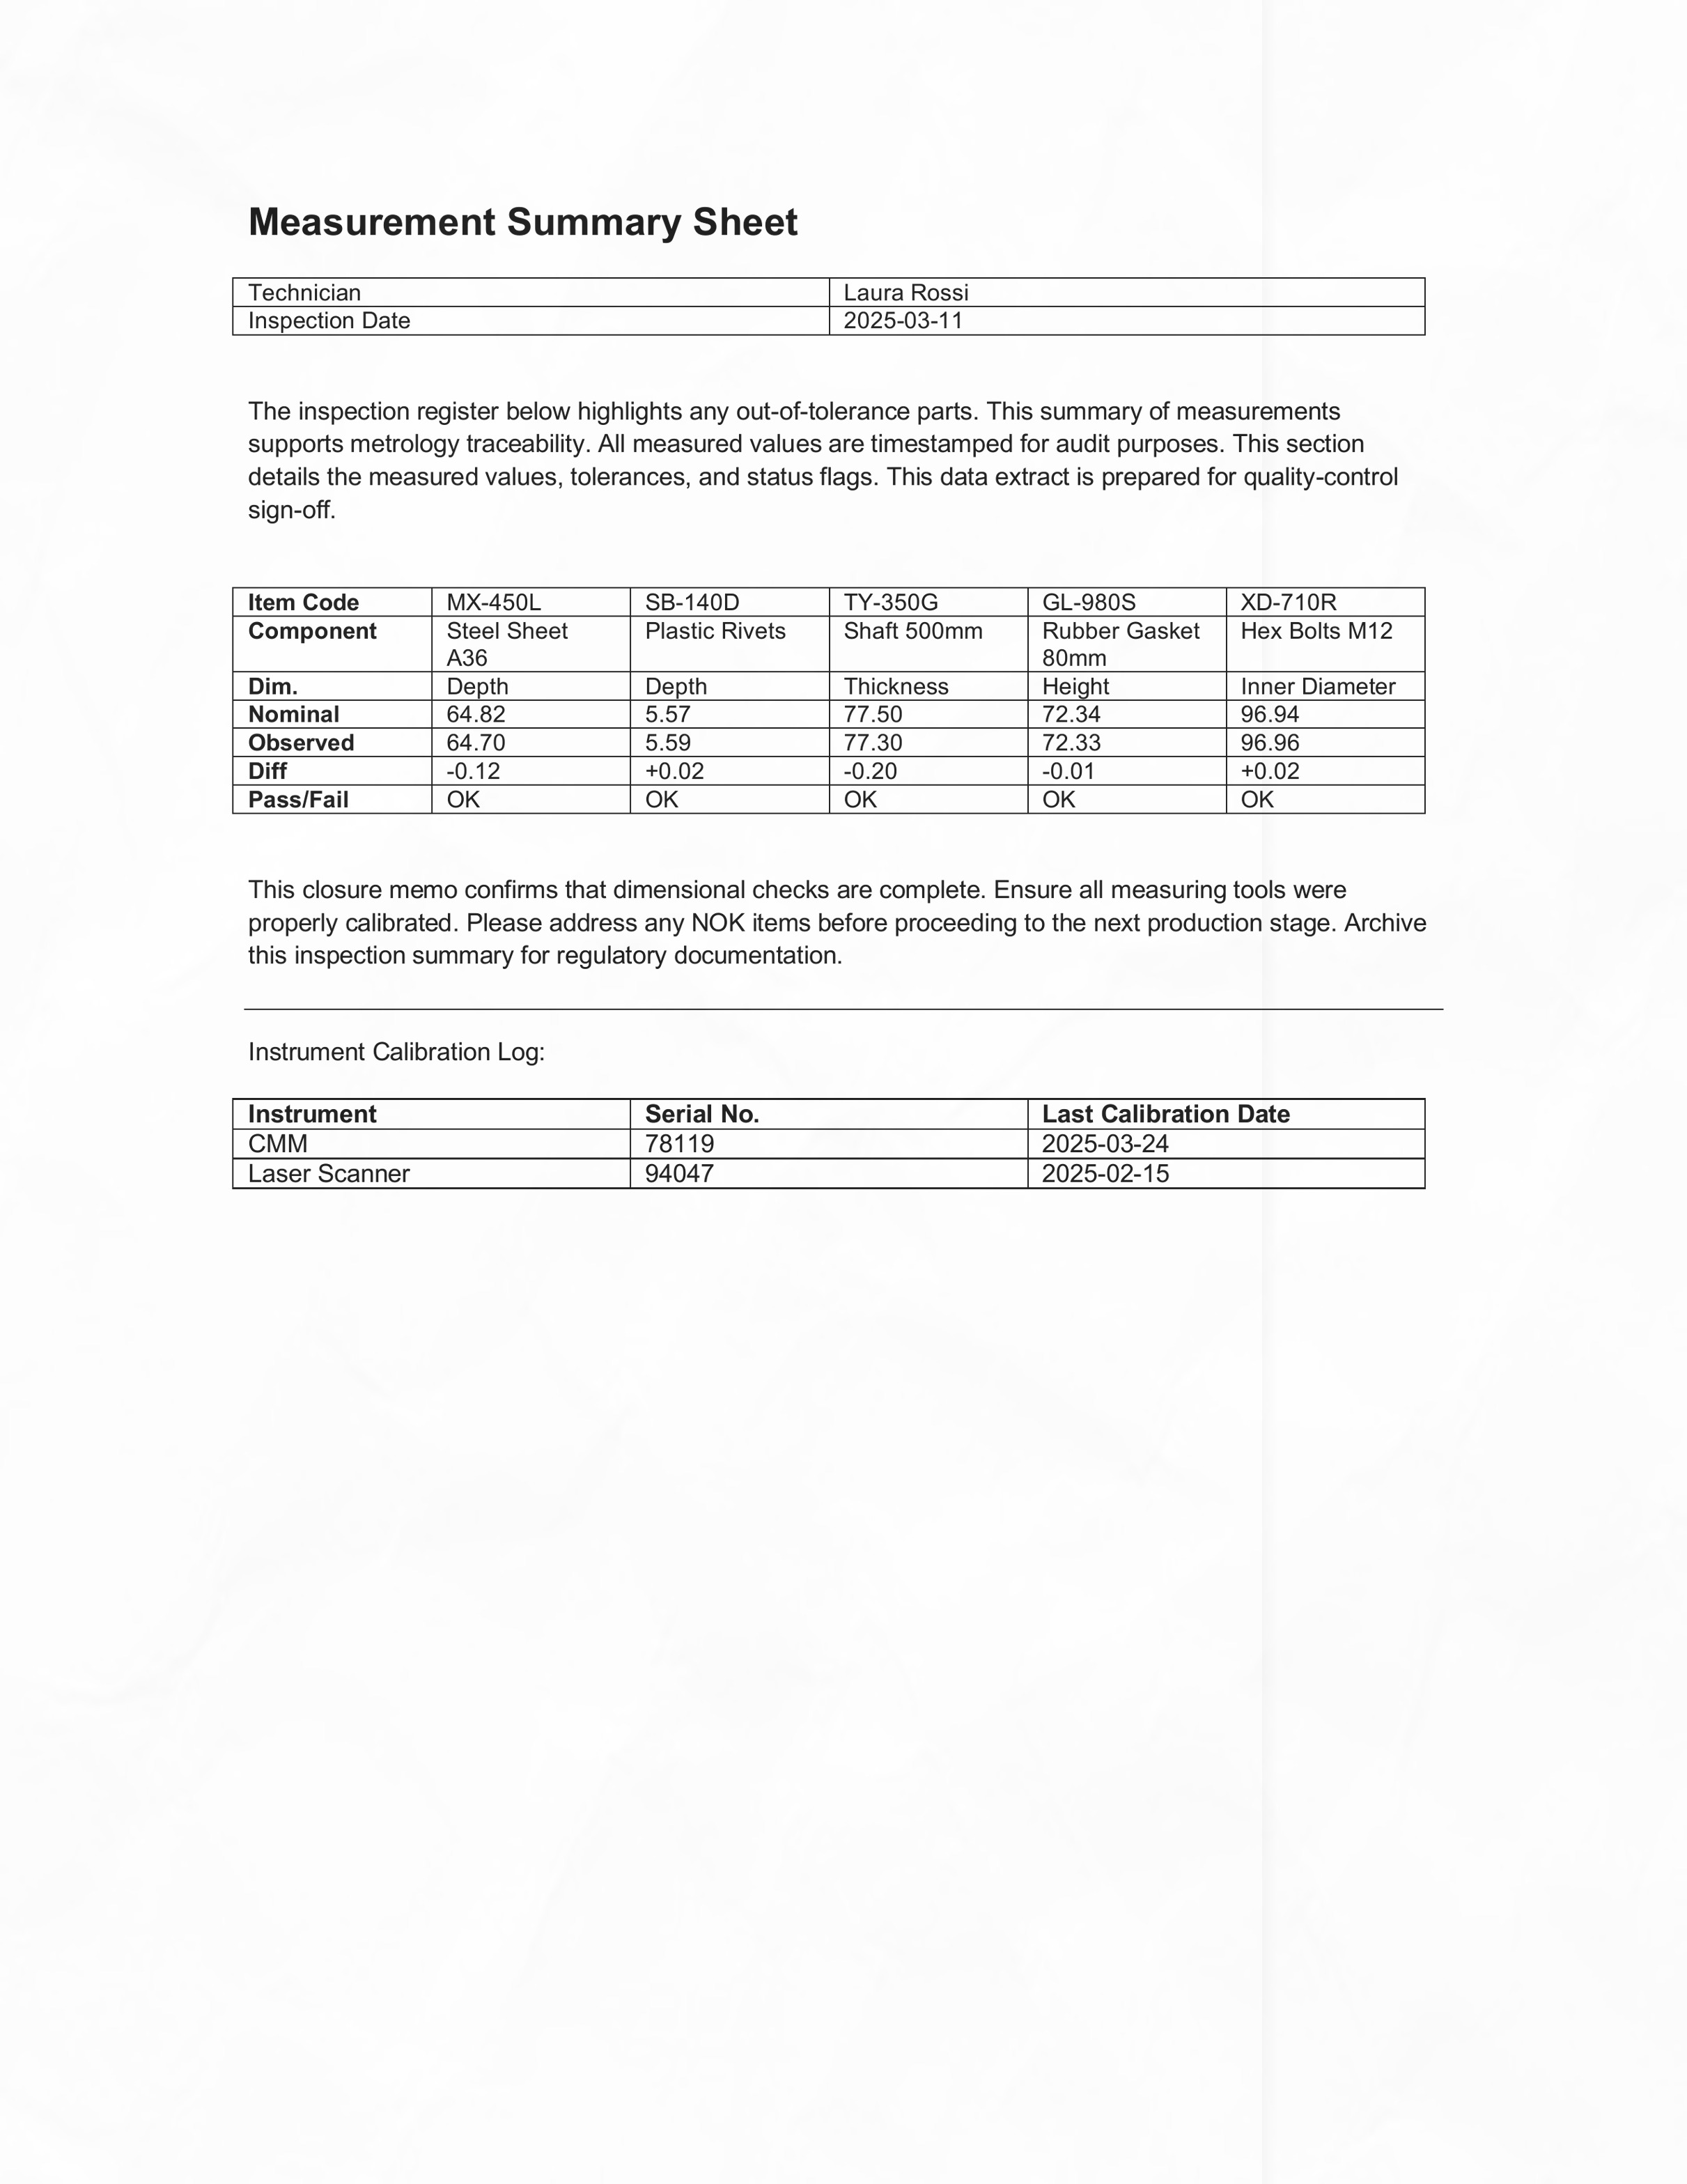 Measurement Summary Sheet
Technician Laura Rossi
Inspection Date 2025-03-11
The inspection register below highlights any out-of-tolerance parts. This summary of measurements
supports metrology traceability. All measured values are timestamped for audit purposes. This section
details the measured values, tolerances, and status flags. This data extract is prepared for quality-control
sign-off.
Item Code MX-450L SB-140D TY-350G GL-980S XD-710R
Component Steel Sheet Plastic Rivets Shaft 500mm Rubber Gasket Hex Bolts M12
A36 80mm
Dim. Depth Depth Thickness Height Inner Diameter
Nominal 64.82 5.57 77.50 72.34 96.94
Observed 64.70 5.59 77.30 72.33 96.96
Diff -0.12 +0.02 -0.20 -0.01 +0.02
Pass/Fail OK OK OK OK OK
This closure memo confirms that dimensional checks are complete. Ensure all measuring tools were
properly calibrated. Please address any NOK items before proceeding to the next production stage. Archive
this inspection summary for regulatory documentation.
Instrument Calibration Log:
Instrument Serial No. Last Calibration Date
CMM 78119 2025-03-24
Laser Scanner 94047 2025-02-15